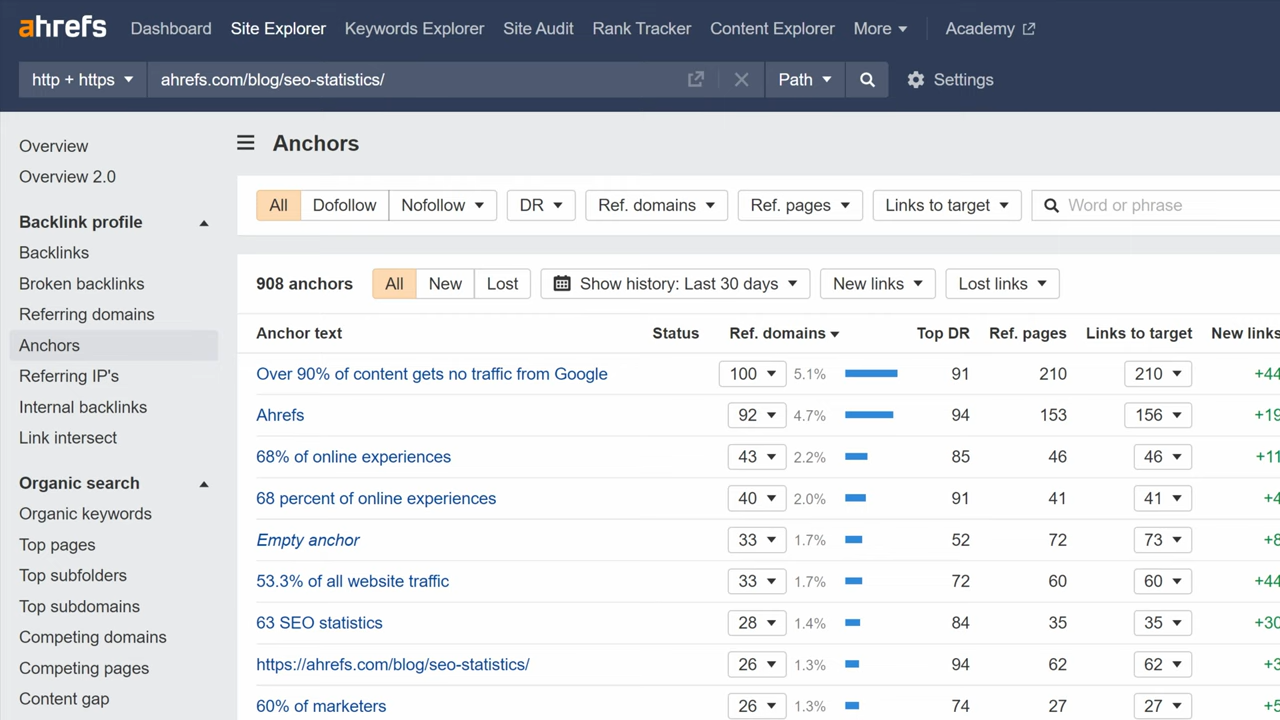 ahrefs Dashboard Site Explorer Keywords Explorer Site Audit Rank Tracker Content Explorer More Academy
http + https ahrefs.com/blog/seo-statistics/ Path Settings
Overview
Overview 2.0
Backlink profile
Backlinks
Broken backlinks
Referring domains
Anchors
Referring IP's
Internal backlinks
Link intersect
Organic search
Organic keywords
Top pages
Top subfolders
Top subdomains
Competing domains
Competing pages
Content gap
Anchors
All Dofollow Nofollow DR Ref. domains Ref. pages Links to target Word or phrase
908 anchors All New Lost Show history: Last 30 days New links Lost links
Anchor text Status Ref. domains Top DR Ref. pages Links to target New links
Over 90% of content gets no traffic from Google 100 5.1% 91 210 210 +44
Ahrefs 92 4.7% 94 153 156 +19
68% of online experiences 43 2.2% 85 46 46 +11
68 percent of online experiences 40 2.0% 91 41 41 +4
Empty anchor 33 1.7% 52 72 73 +8
53.3% of all website traffic 33 1.7% 72 60 60 +44
63 SEO statistics 28 1.4% 84 35 35 +30
https://ahrefs.com/blog/seo-statistics/ 26 1.3% 94 62 62 +3
60% of marketers 26 1.3% 74 27 27 +5